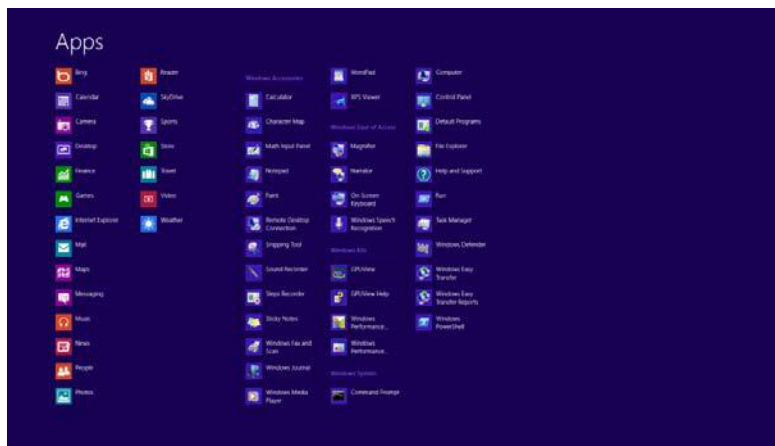 Apps
Bing
Calendar
Camera
Desktop
Finance
Games
Internet Explorer
Mail
Maps
Messaging
Music
News
People
Photos
Reader
SkyDrive
Sports
Store
Travel
Video
Weather
Windows Accessories
Calculator
Character Map
Math Input Panel
Notepad
Paint
Remote Desktop
Connection
Snipping Tool
Sound Recorder
Steps Recorder
Sticky Notes
Windows Fax and
Scan
Windows Journal
Windows Media
Player
WordPad
XPS Viewer
Windows Ease of Access
Magnifier
Narrator
On Screen
Keyboard
Windows Speech
Recognition
Windows Kits
GPUView
GPUView Help
Windows
Performance...
Windows
Performance...
Windows System
Command Prompt
Computer
Control Panel
Default Programs
File Explorer
Help and Support
Run
Task Manager
Windows Defender
Windows Easy
Transfer
Windows Easy
Transfer Reports
Windows
PowerShell